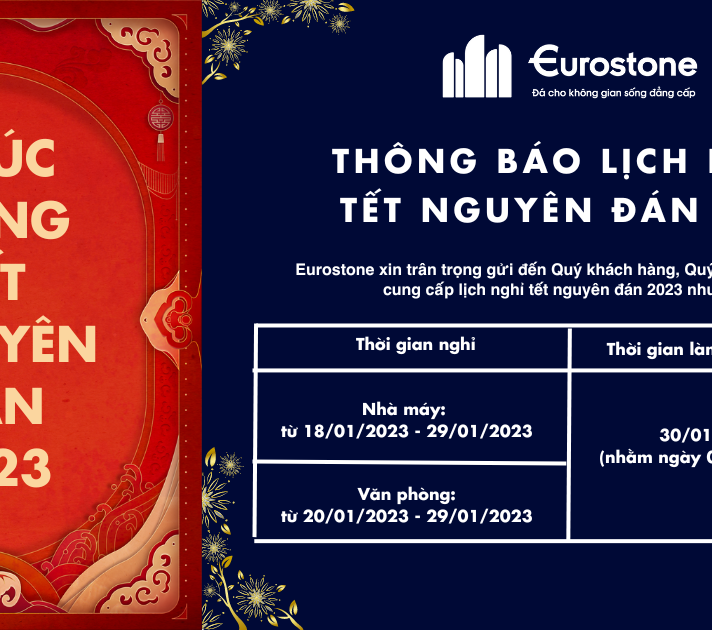 ÚC
NG
T
YÊN
ÁN
23
Eurostone
Đá cho không gian sống đẳng cấp
THÔNG BÁO LỊCH
TẾT NGUYÊN ĐÁN
Eurostone xin trân trọng gửi đến Quý khách hàng, Quý
cung cấp lịch nghỉ tết nguyên đán 2023 như
Thời gian nghỉ
Thời gian làm
Nhà máy:
từ 18/01/2023 - 29/01/2023
30/01
(nhằm ngày 0
Văn phòng:
từ 20/01/2023 - 29/01/2023